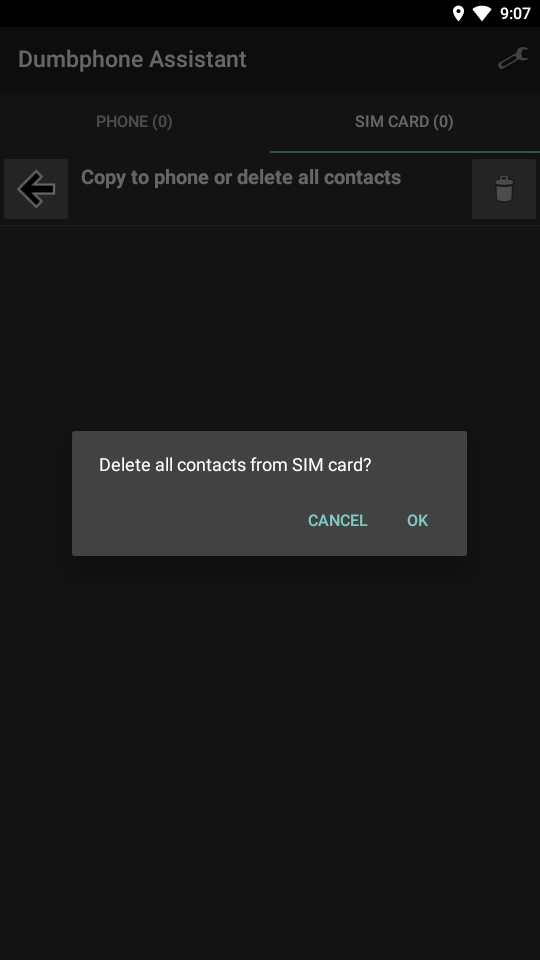 9:07
Dumbphone Assistant
PHONE (0)
SIM CARD (0)
Copy to phone or delete all contacts
Delete all contacts from SIM card?
CANCEL
OK